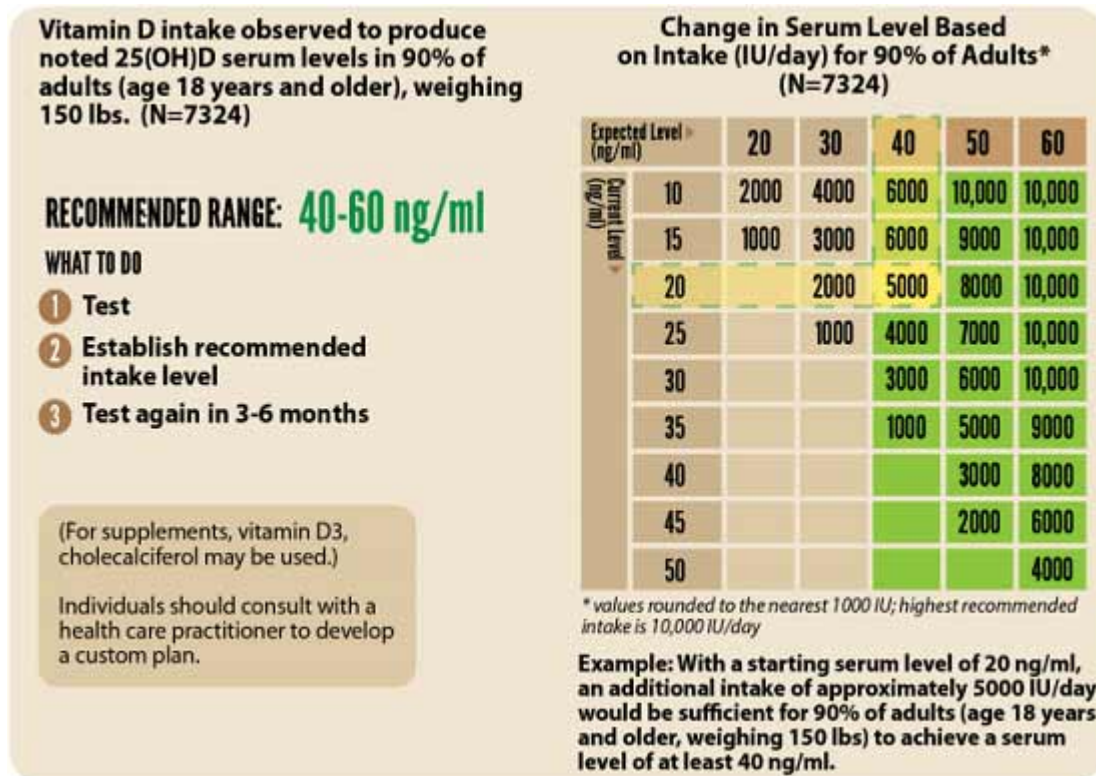 Vitamin D intake observed to produce
noted 25(OH)D serum levels in 90% of
adults (age 18 years and older), weighing
150 lbs. (N=7324)
RECOMMENDED RANGE: 40-60 ng/ml
WHAT TO DO
1 Test
2 Establish recommended
intake level
3 Test again in 3-6 months
(For supplements, vitamin D3,
cholecalciferol may be used.)
Individuals should consult with a
health care practitioner to develop
a custom plan.
Change in Serum Level Based
on Intake (IU/day) for 90% of Adults*
(N=7324)
Expected Level
(ng/ml) 20 30 40 50 60
Current Level
(ng/ml)
10 2000 4000 6000 10,000 10,000
15 1000 3000 6000 9000 10,000
20 2000 5000 8000 10,000
25 1000 4000 7000 10,000
30 3000 6000 10,000
35 1000 5000 9000
40 3000 8000
45 2000 6000
50 4000
* values rounded to the nearest 1000 IU; highest recommended
intake is 10,000 IU/day
Example: With a starting serum level of 20 ng/ml,
an additional intake of approximately 5000 IU/day
would be sufficient for 90% of adults (age 18 years
and older, weighing 150 lbs) to achieve a serum
level of at least 40 ng/ml.